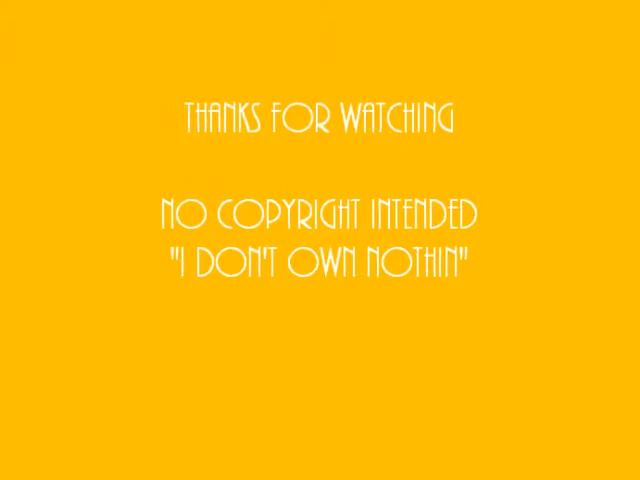 THANKS FOR WATCHING
NO COPYRIGHT INTENDED
"I DON'T OWN NOTHIN"